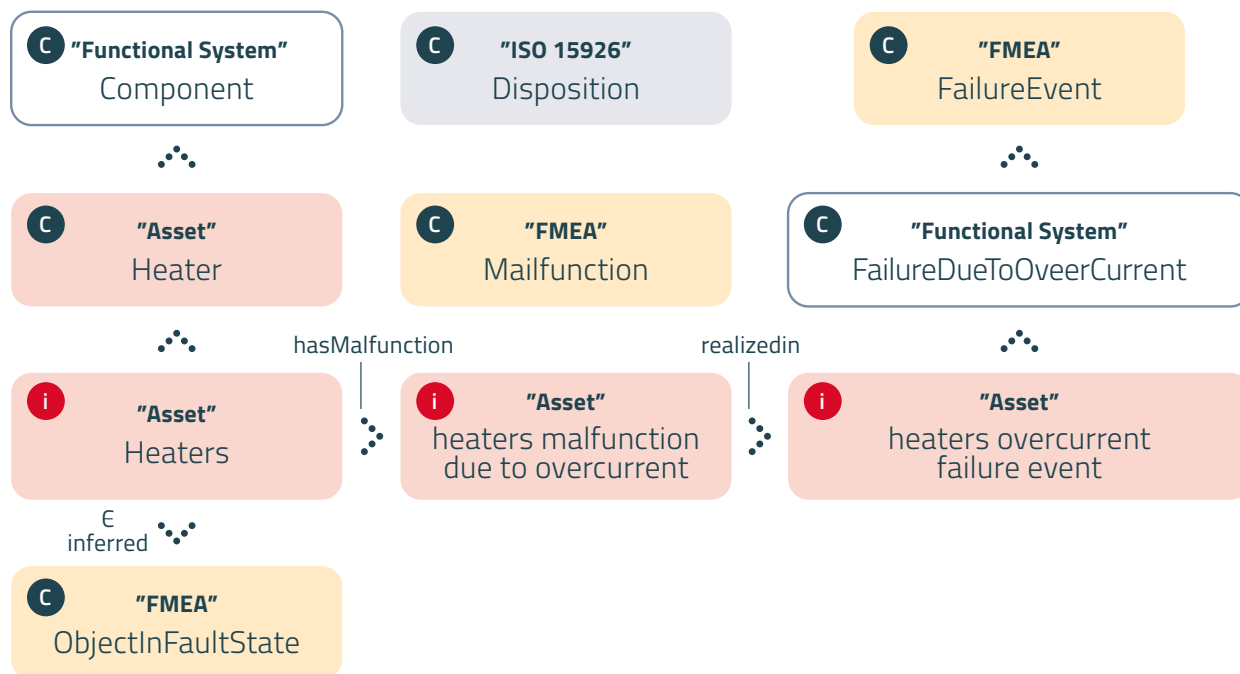 C
"Functional System"
Component
C
"ISO 15926"
Disposition
C
"FMEA"
FailureEvent
C
"Asset"
Heater
C
"FMEA"
Mailfunction
C
"Functional System"
FailureDueToOveerCurrent
hasMalfunction
realizedin
i
"Asset"
Heaters
i
"Asset"
heaters malfunction
due to overcurrent
i
"Asset"
heaters overcurrent
failure event
∈
inferred
C
"FMEA"
ObjectInFaultState